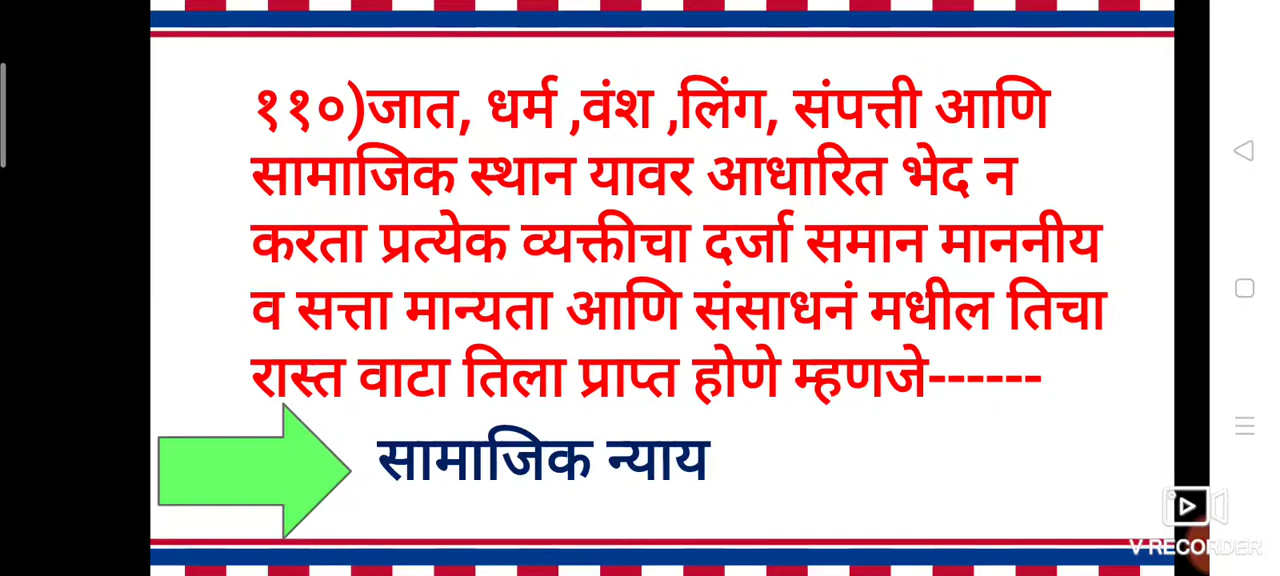 ११०)जात, धर्म ,वंश ,लिंग, संपत्ती आणि
सामाजिक स्थान यावर आधारित भेद न
करता प्रत्येक व्यक्तीचा दर्जा समान माननीय
व सत्ता मान्यता आणि संसाधनं मधील तिचा
रास्त वाटा तिला प्राप्त होणे म्हणजे------
सामाजिक न्याय
V RECORDER